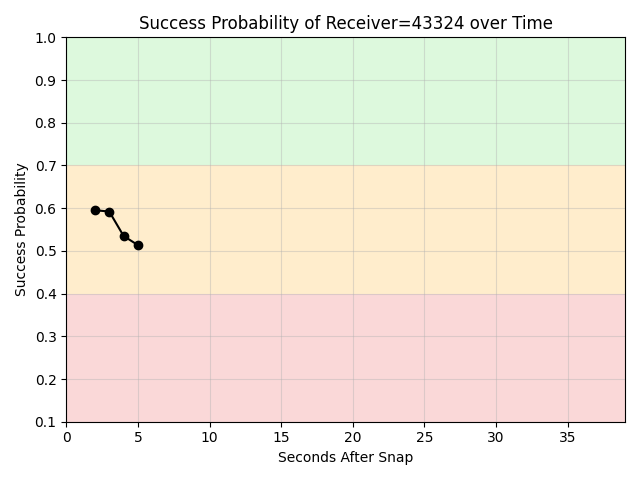 Success Probability of Receiver=43324 over Time
1.0
0.9
0.8
0.7
0.6
0.5
0.4
0.3
0.2
0.1
Success Probability
0 5 10 15 20 25 30 35
Seconds After Snap